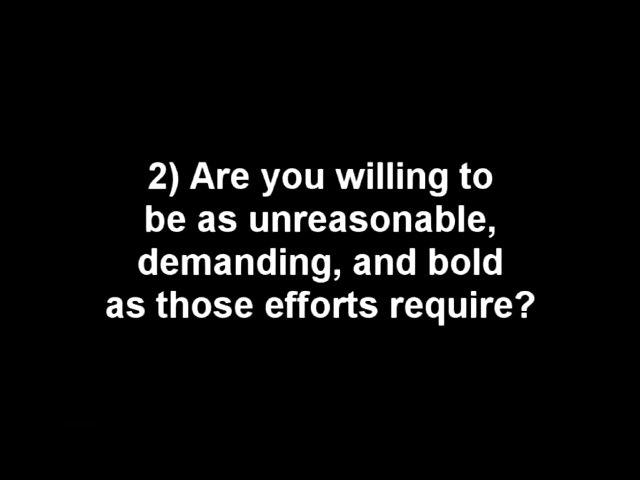 2) Are you willing to
be as unreasonable,
demanding, and bold
as those efforts require?